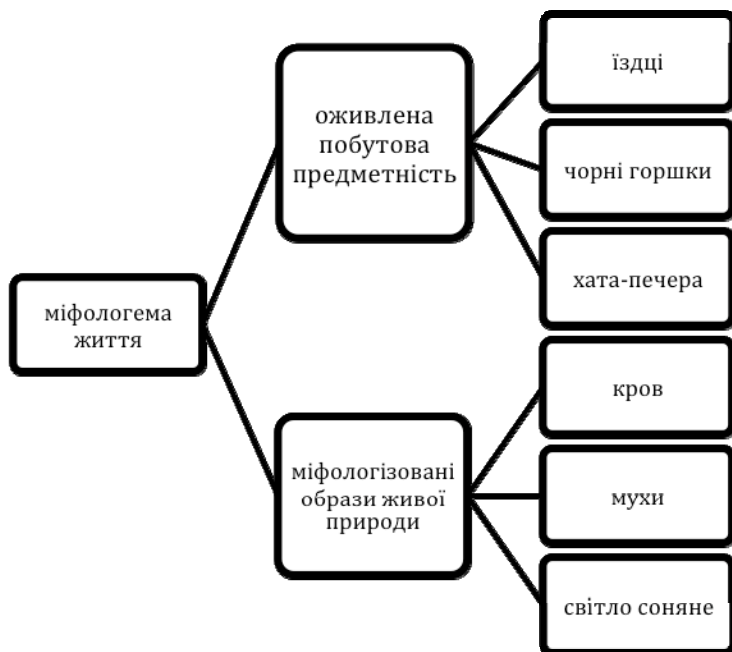 міфологема
життя
оживлена
побутова
предметність
їздці
чорні горшки
хата-печера
міфологізовані
образи живої
природи
кров
мухи
світло соняне